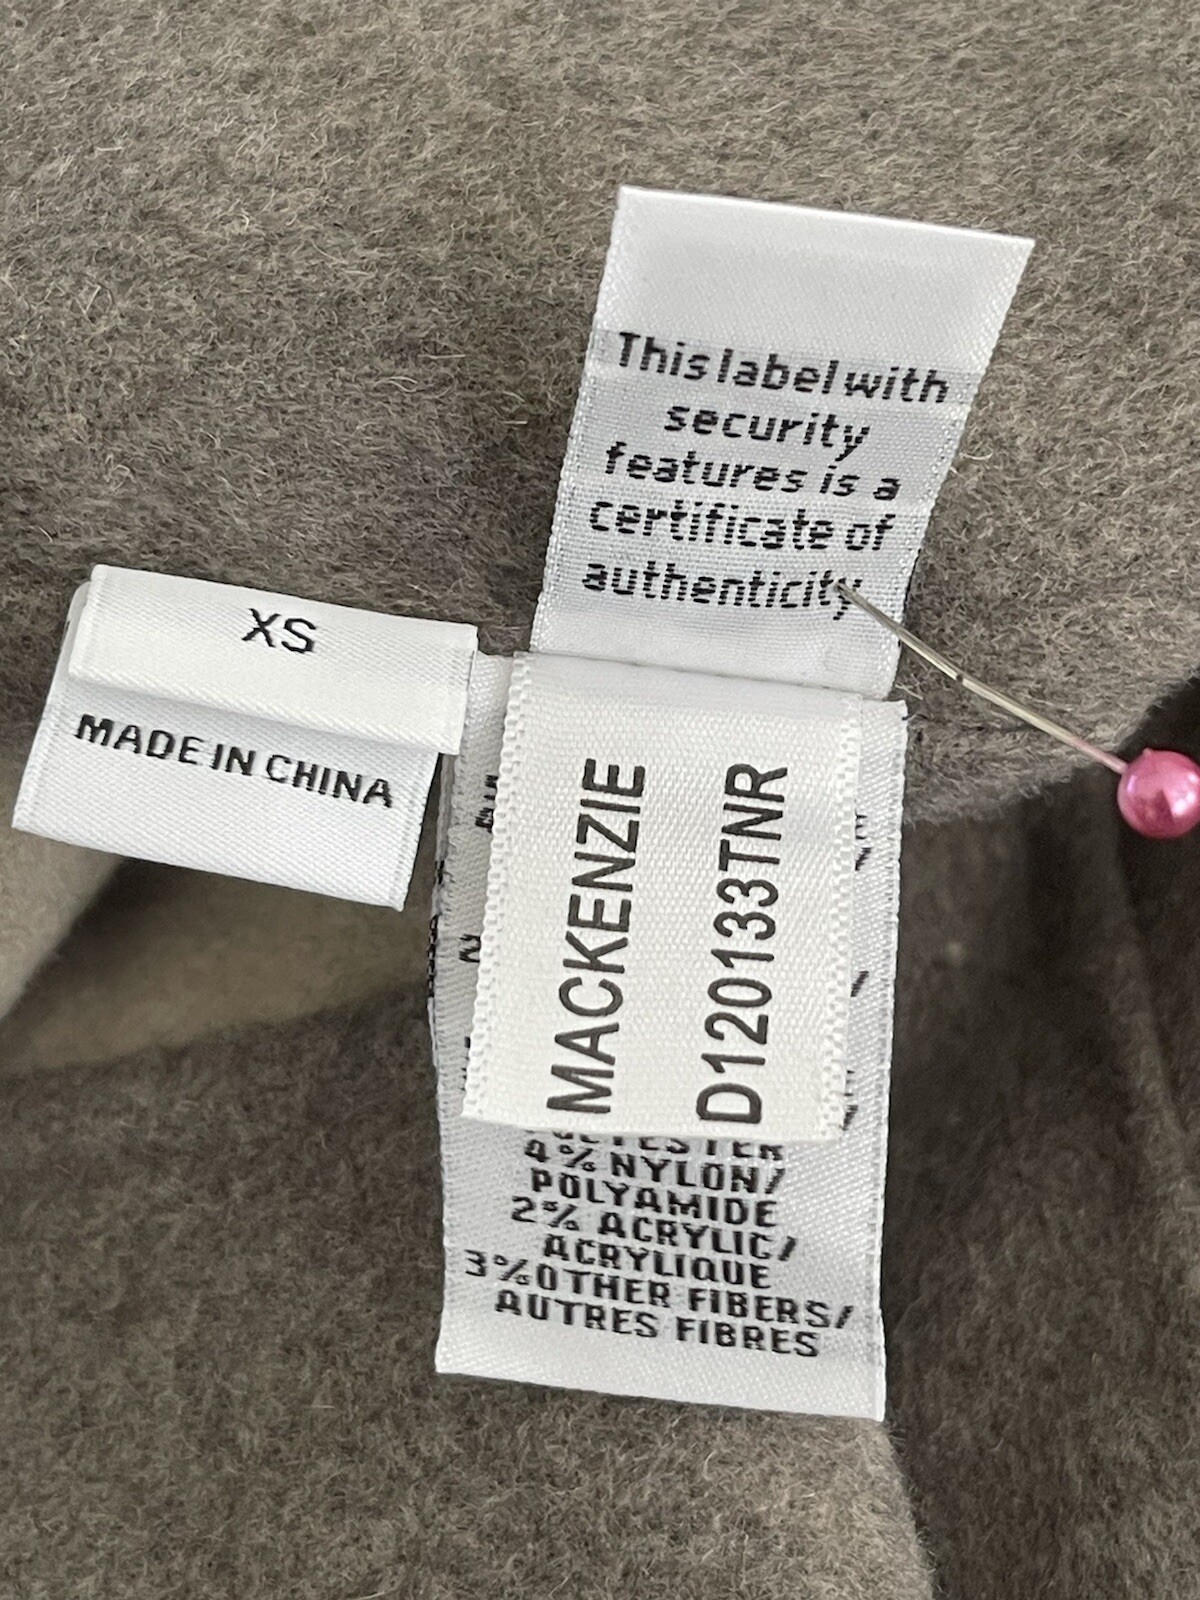 This label with
security
features is a
certificate of
authenticity
XS
MADE IN CHINA
MACKENZIE
D120133TNR
POLYESTER
4% NYLON/
POLYAMIDE
2% ACRYLIC/
ACRYLIQUE
3%OTHER FIBERS/
AUTRES FIBRES